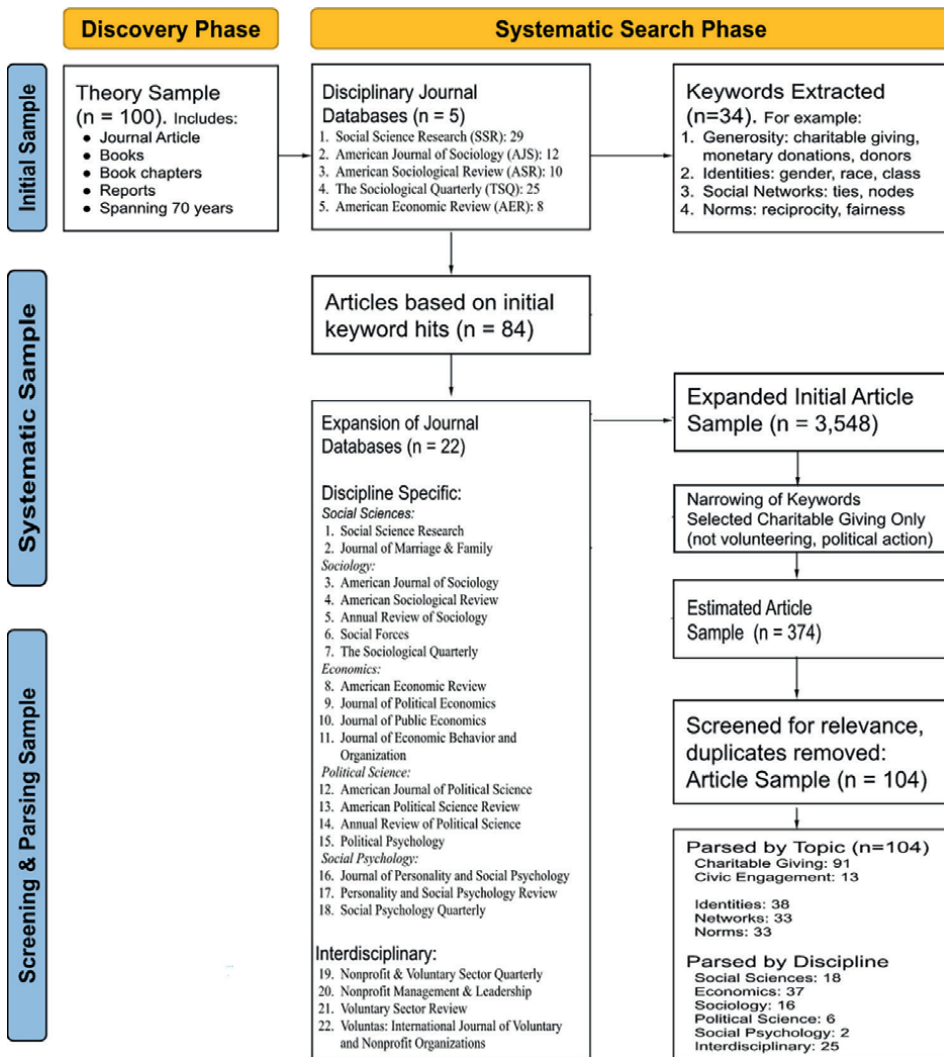 Discovery Phase
Systematic Search Phase
Initial Sample
Theory Sample
(n = 100). Includes:
● Journal Article
● Books
● Book chapters
● Reports
● Spanning 70 years
Disciplinary Journal
Databases (n = 5)
1. Social Science Research (SSR): 29
2. American Journal of Sociology (AJS): 12
3. American Sociological Review (ASR): 10
4. The Sociological Quarterly (TSQ): 25
5. American Economic Review (AER): 8
Keywords Extracted
(n=34). For example:
1. Generosity: charitable giving,
monetary donations, donors
2. Identities: gender, race, class
3. Social Networks: ties, nodes
4. Norms: reciprocity, fairness
Systematic Sample
Articles based on initial
keyword hits (n = 84)
Expansion of Journal
Databases (n = 22)
Discipline Specific:
Social Sciences:
1. Social Science Research
2. Journal of Marriage & Family
Sociology:
3. American Journal of Sociology
4. American Sociological Review
5. Annual Review of Sociology
6. Social Forces
7. The Sociological Quarterly
Economics:
8. American Economic Review
9. Journal of Political Economics
10. Journal of Public Economics
11. Journal of Economic Behavior and
Organization
Political Science:
12. American Journal of Political Science
13. American Political Science Review
14. Annual Review of Political Science
15. Political Psychology
Social Psychology:
16. Journal of Personality and Social Psychology
17. Personality and Social Psychology Review
18. Social Psychology Quarterly
Interdisciplinary:
19. Nonprofit & Voluntary Sector Quarterly
20. Nonprofit Management & Leadership
21. Voluntary Sector Review
22. Voluntas: International Journal of Voluntary
and Nonprofit Organizations
Expanded Initial Article
Sample (n = 3,548)
Narrowing of Keywords
Selected Charitable Giving Only
(not volunteering, political action)
Estimated Article
Sample (n = 374)
Screening & Parsing Sample
Screened for relevance,
duplicates removed:
Article Sample (n = 104)
Parsed by Topic (n=104)
Charitable Giving: 91
Civic Engagement: 13
Identities: 38
Networks: 33
Norms: 33
Parsed by Discipline
Social Sciences: 18
Economics: 37
Sociology: 16
Political Science: 6
Social Psychology: 2
Interdisciplinary: 25